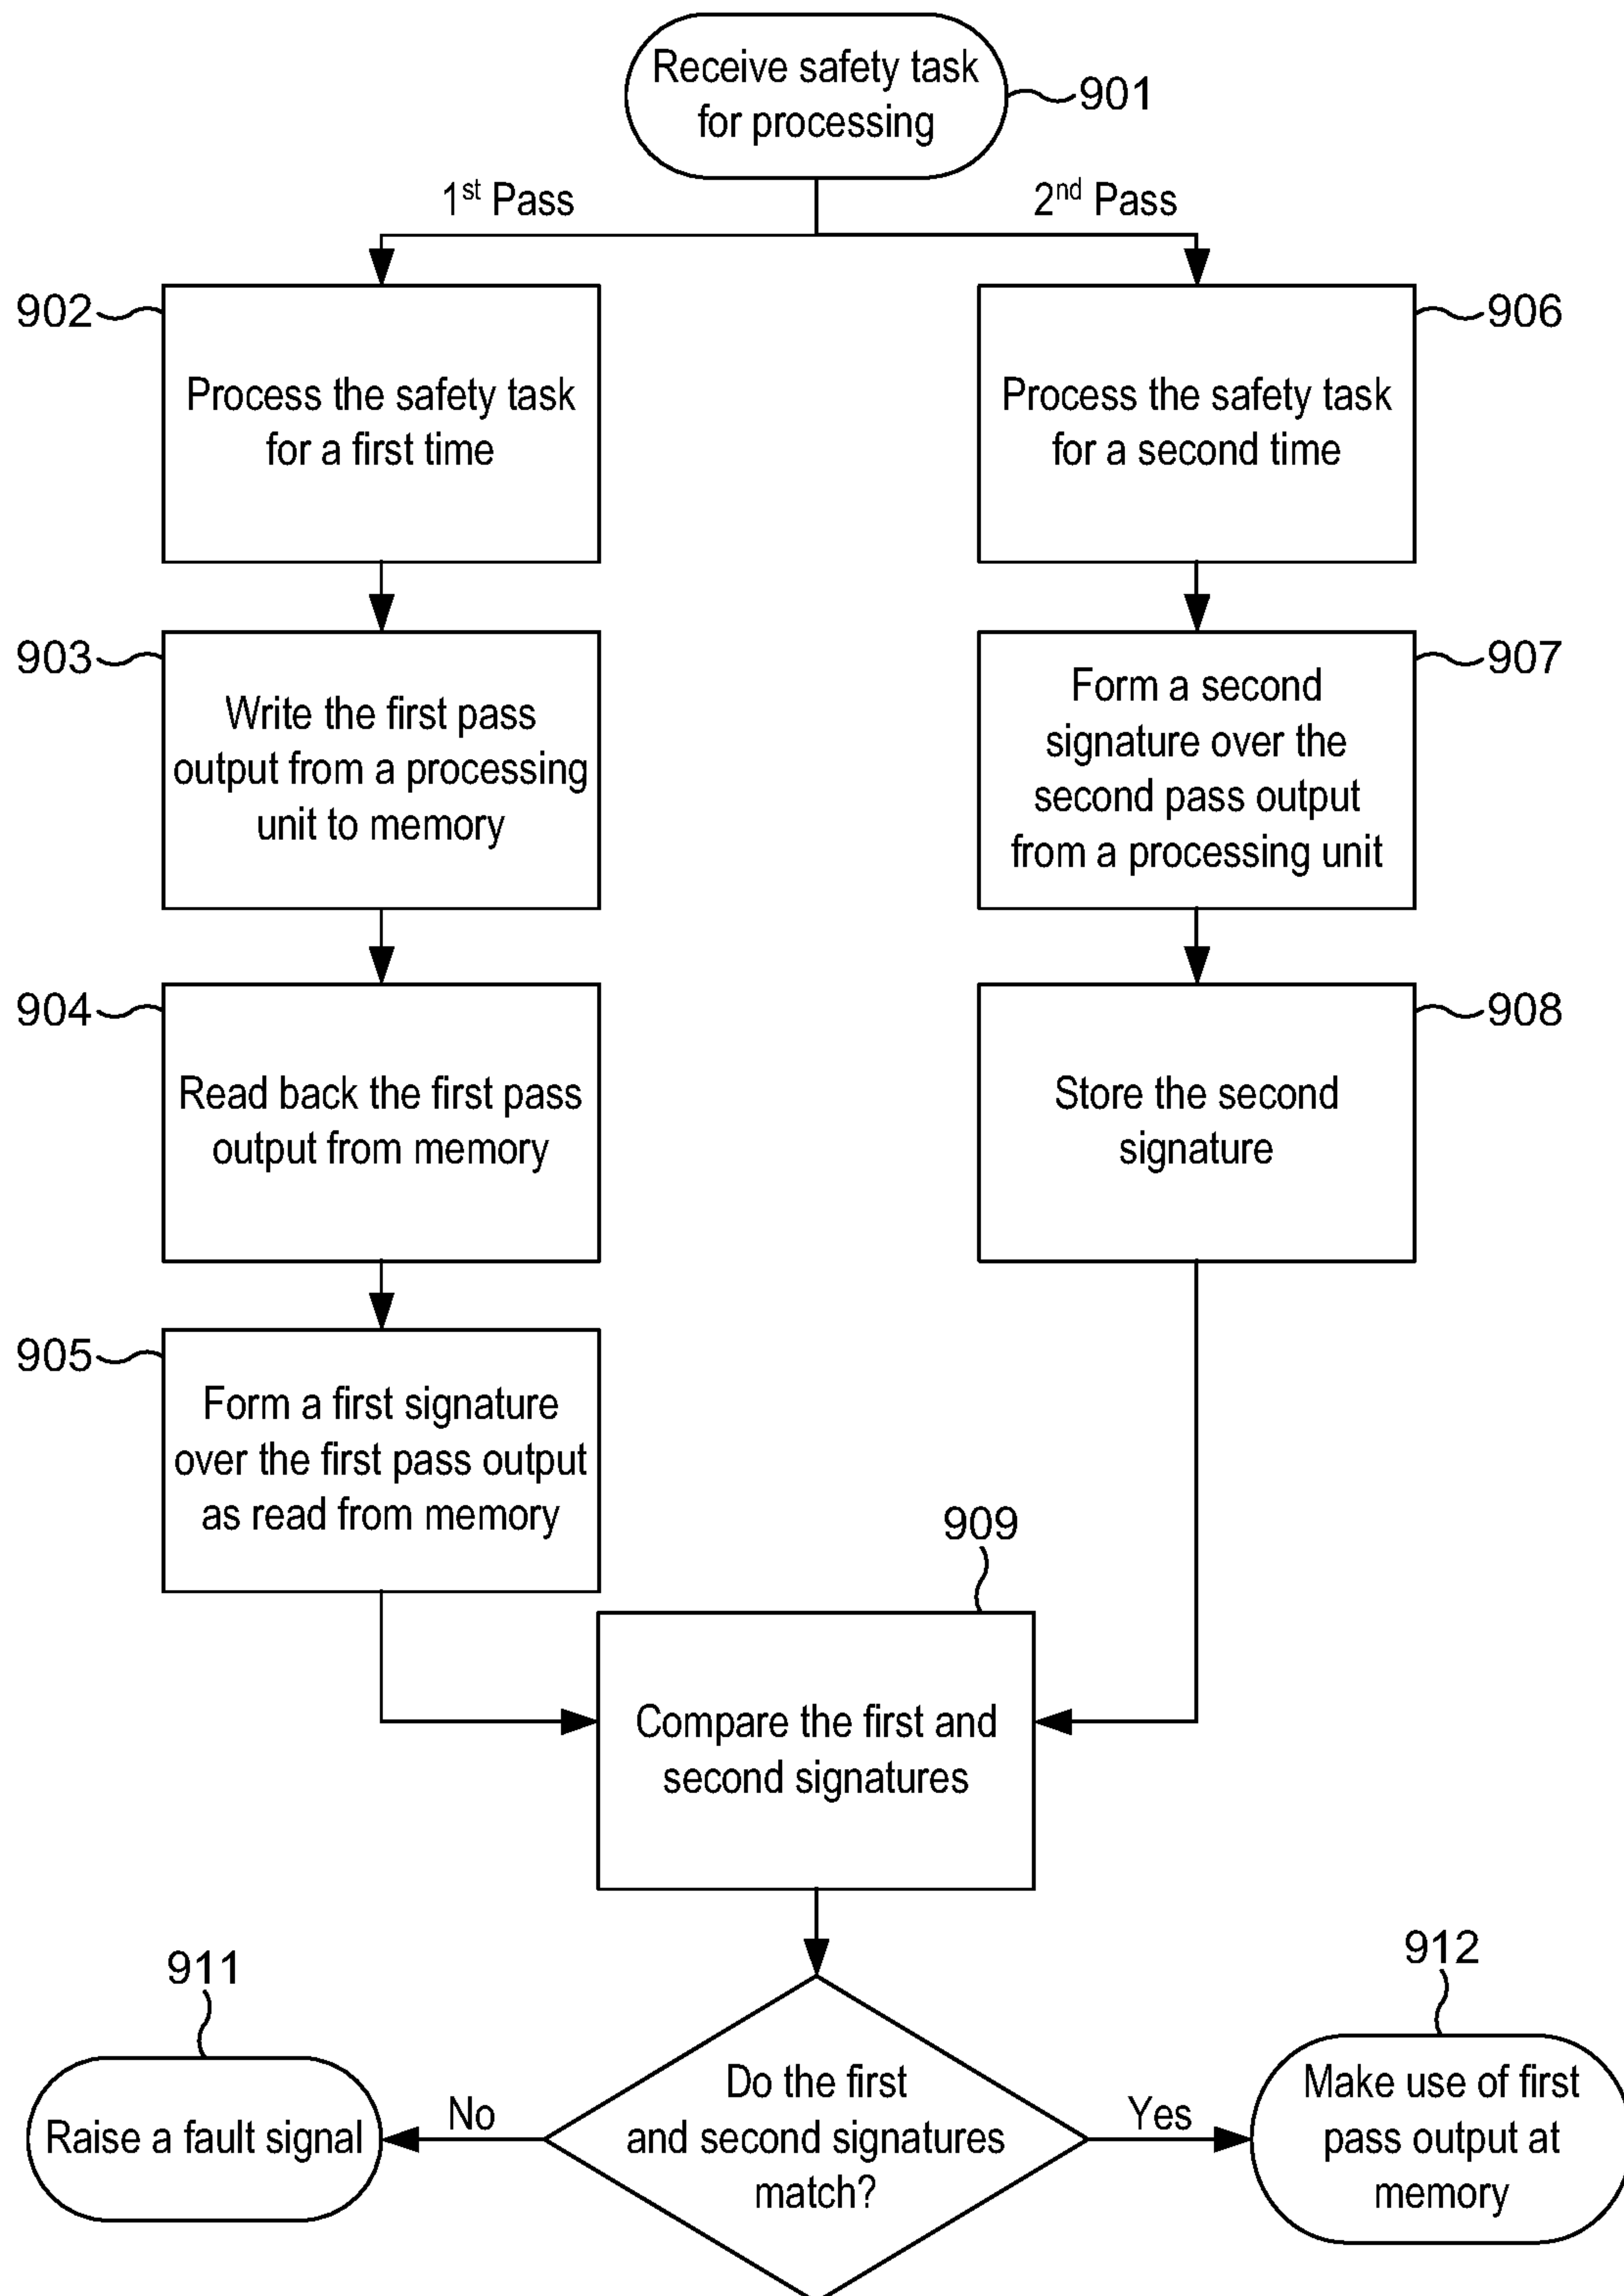 Receive safety task
for processing
901
1st Pass
2nd Pass
902
Process the safety task
for a first time
906
Process the safety task
for a second time
903
Write the first pass
output from a processing
unit to memory
907
Form a second
signature over the
second pass output
from a processing unit
904
Read back the first pass
output from memory
908
Store the second
signature
905
Form a first signature
over the first pass output
as read from memory
909
Compare the first and
second signatures
911
Raise a fault signal
No
Do the first
and second signatures
match?
Yes
912
Make use of first
pass output at
memory